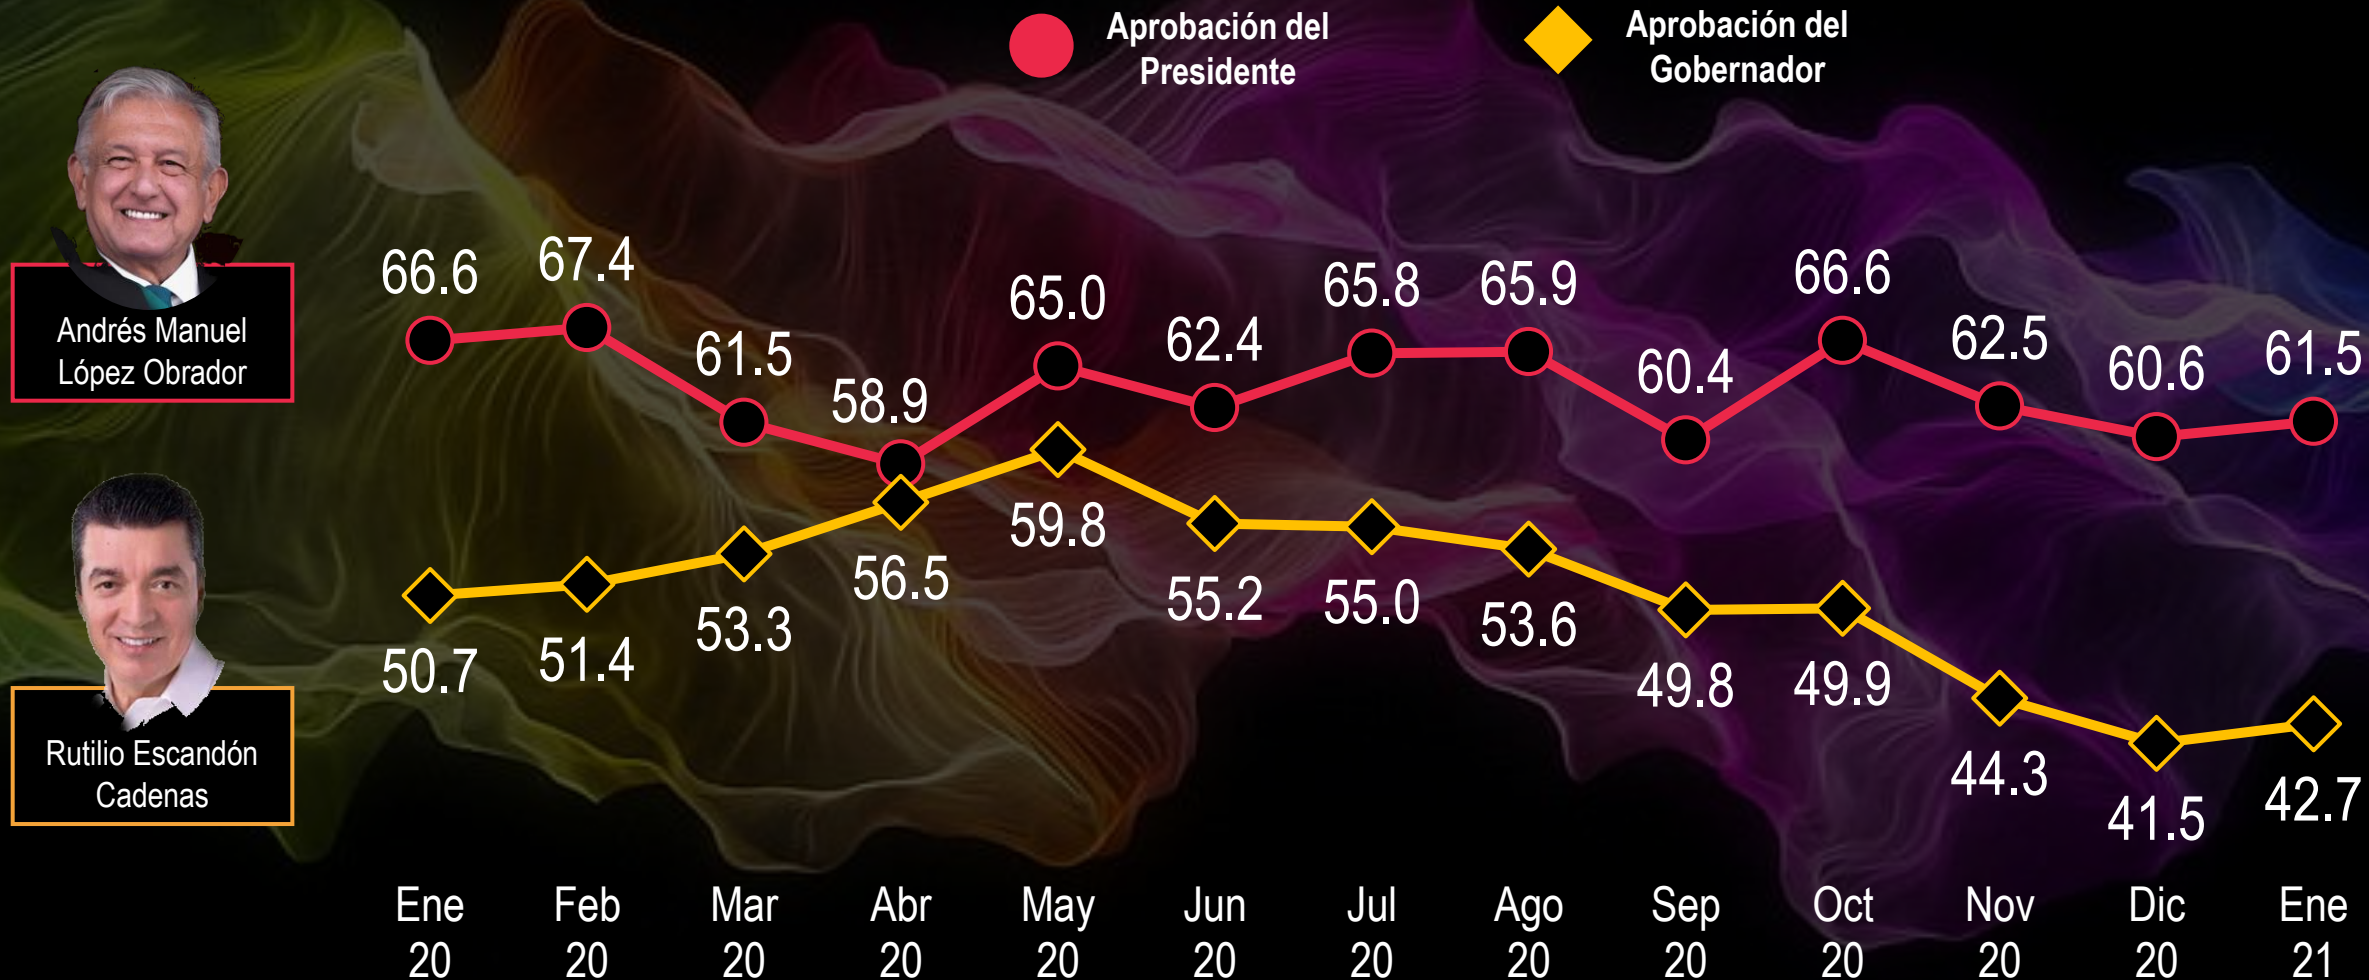 Aprobación del
Presidente
Aprobación del
Gobernador
Andrés Manuel
López Obrador
66.6
67.4
61.5
58.9
65.0
62.4
65.8
65.9
60.4
66.6
62.5
60.6
61.5
Rutilio Escandón
Cadenas
50.7
51.4
53.3
56.5
59.8
55.2
55.0
53.6
49.8
49.9
44.3
41.5
42.7
Ene Feb Mar Abr May Jun Jul Ago Sep Oct Nov Dic Ene
20 20 20 20 20 20 20 20 20 20 20 20 21